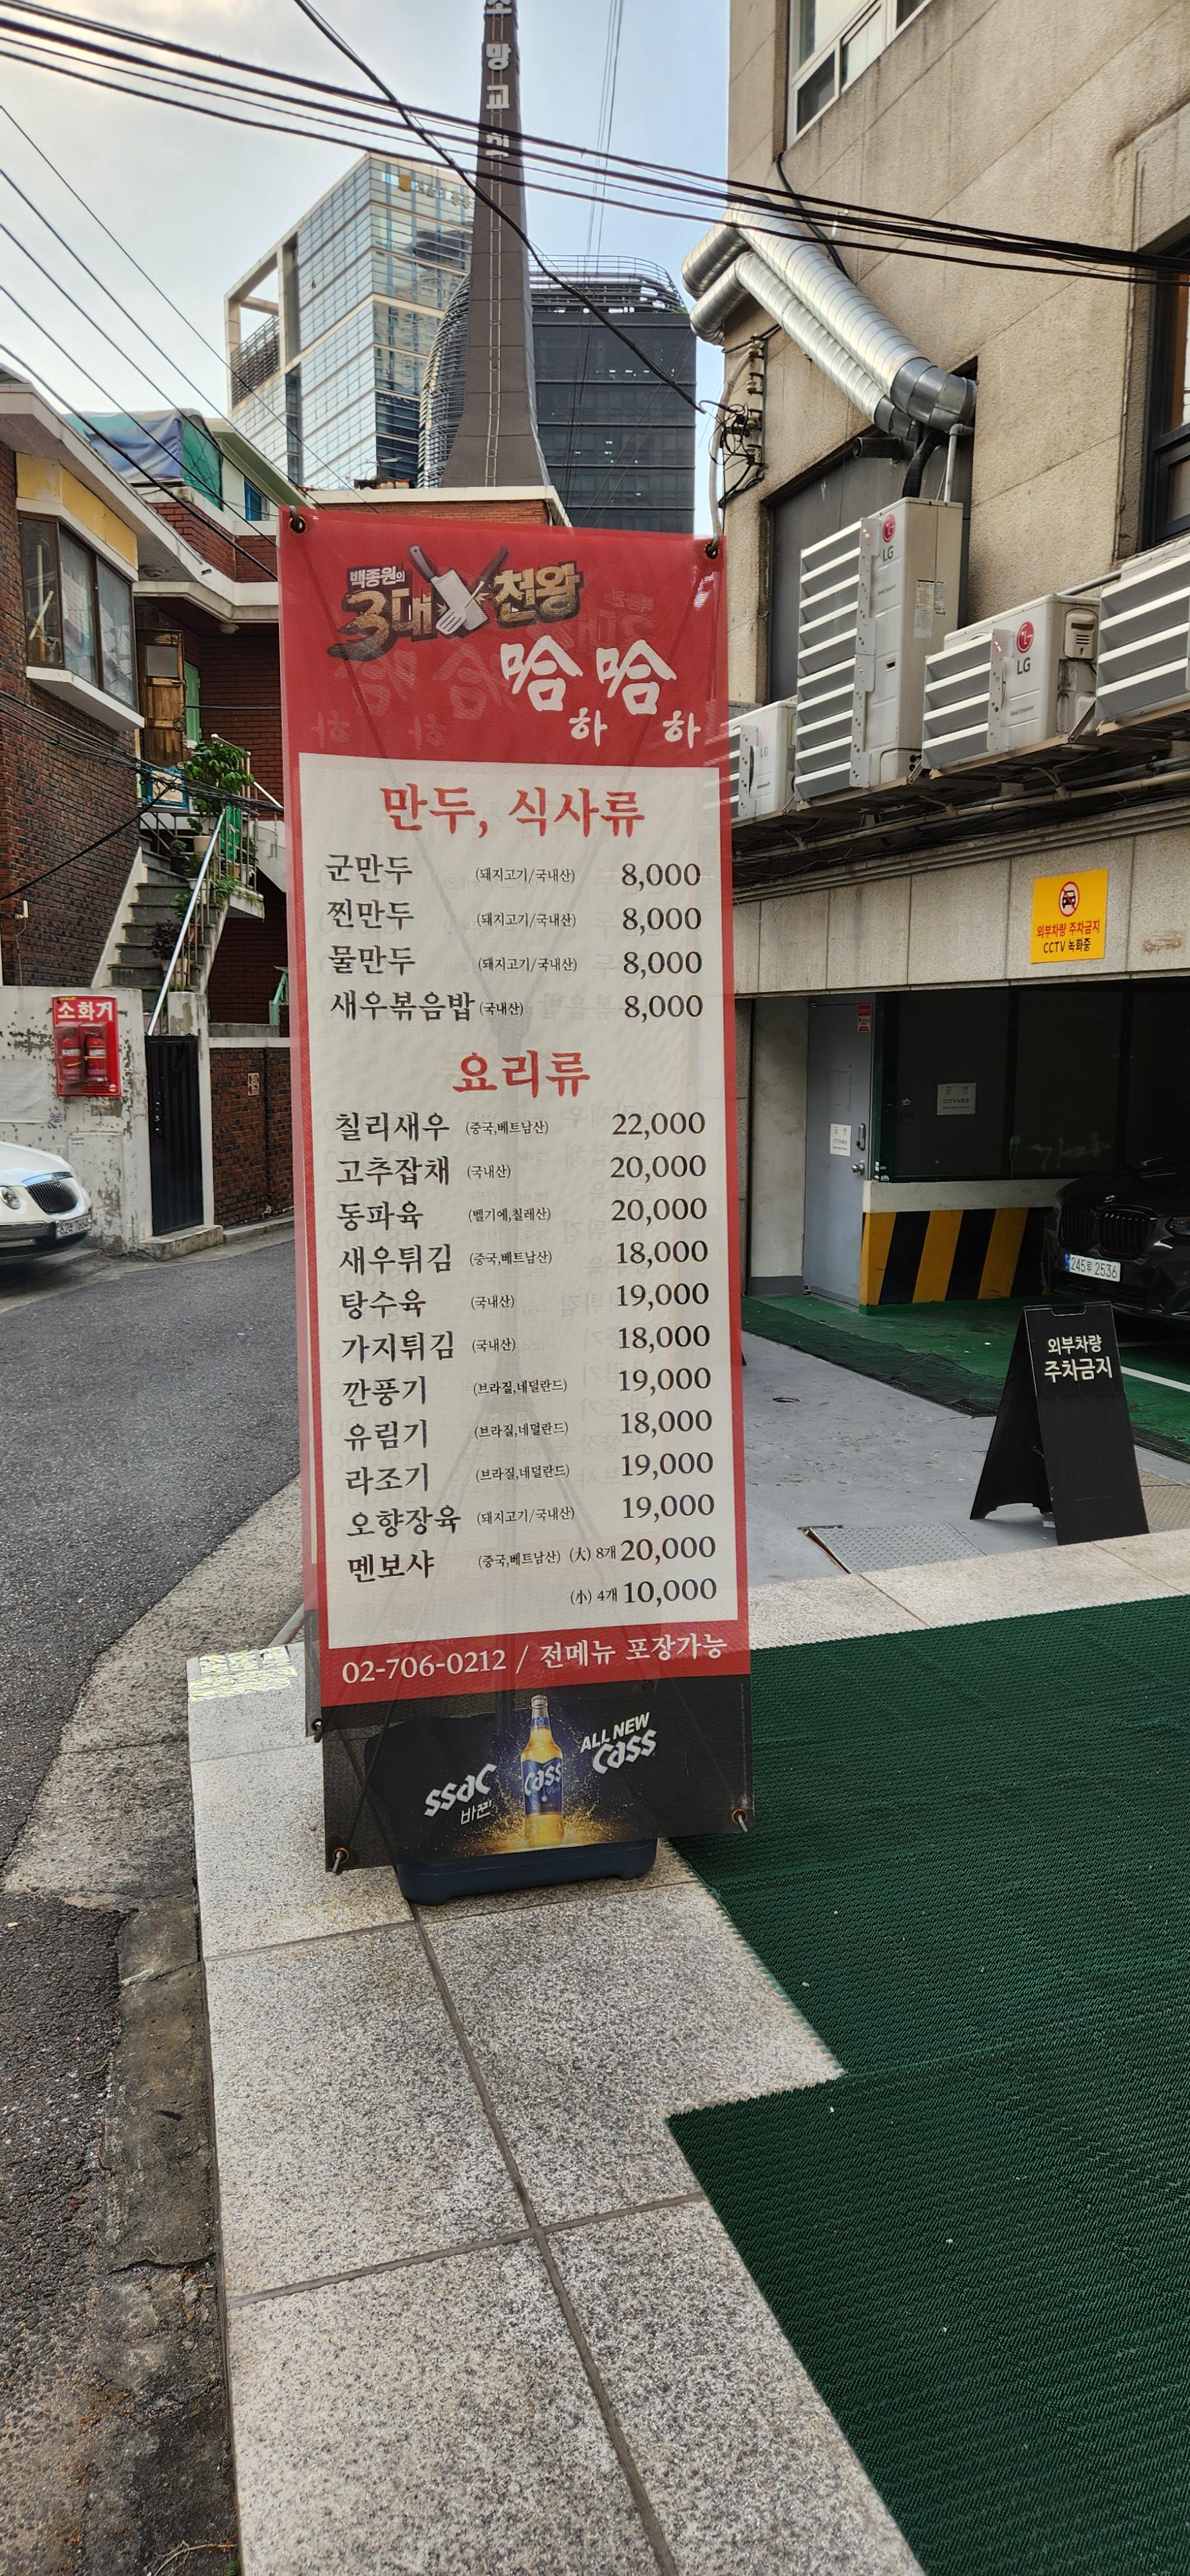 망
교
백종원의
3대천왕
哈哈
하 하
만두, 식사류
군만두 (돼지고기/국내산) 8,000
찐만두 (돼지고기/국내산) 8,000
물만두 (돼지고기/국내산) 8,000
새우볶음밥 (국내산) 8,000
요리류
칠리새우 (중국,베트남산) 22,000
고추잡채 (국내산) 20,000
동파육 (벨기에,칠레산) 20,000
새우튀김 (중국,베트남산) 18,000
탕수육 (국내산) 19,000
가지튀김 (국내산) 18,000
깐풍기 (브라질,네덜란드) 19,000
유림기 (브라질,네덜란드) 18,000
라조기 (브라질,네덜란드) 19,000
오향장육 (돼지고기/국내산) 19,000
멘보샤 (중국,베트남산) (大) 8개 20,000
(小) 4개 10,000
02-706-0212 / 전메뉴 포장가능
ssac
바뀐
Cass
ALL NEW
Cass
소화기
LG
LG
LG
외부차량 주차금지
CCTV 녹화중
245루 2536
외부차량
주차금지